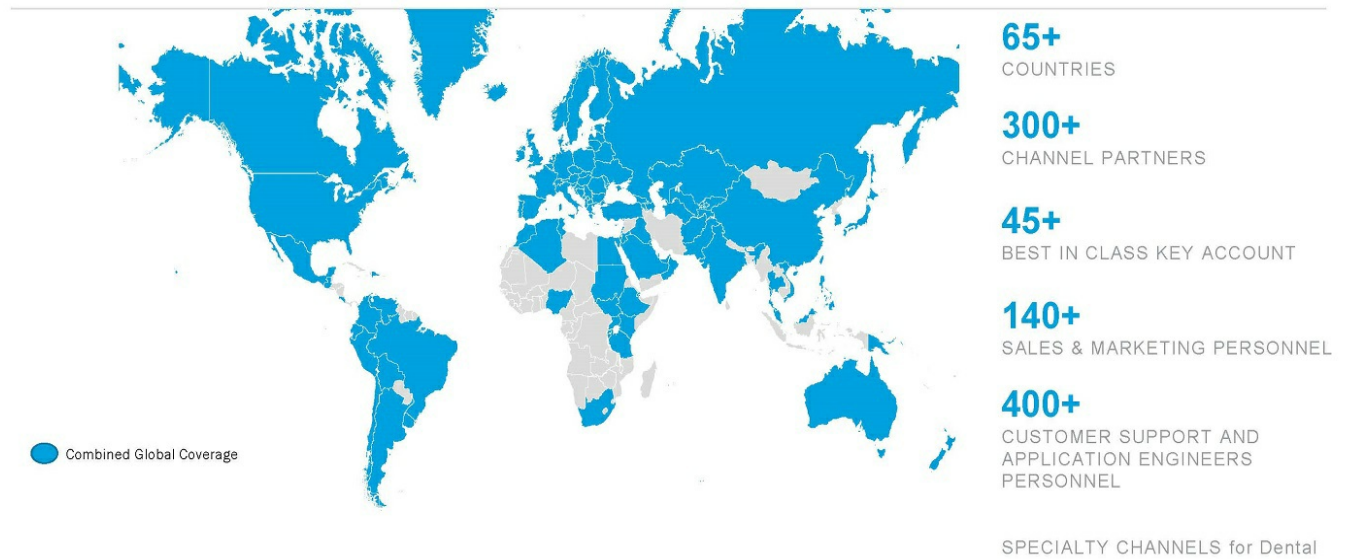 65+
COUNTRIES
300+
CHANNEL PARTNERS
45+
BEST IN CLASS KEY ACCOUNT
140+
SALES & MARKETING PERSONNEL
400+
CUSTOMER SUPPORT AND
APPLICATION ENGINEERS
PERSONNEL
SPECIALTY CHANNELS for Dental
Combined Global Coverage